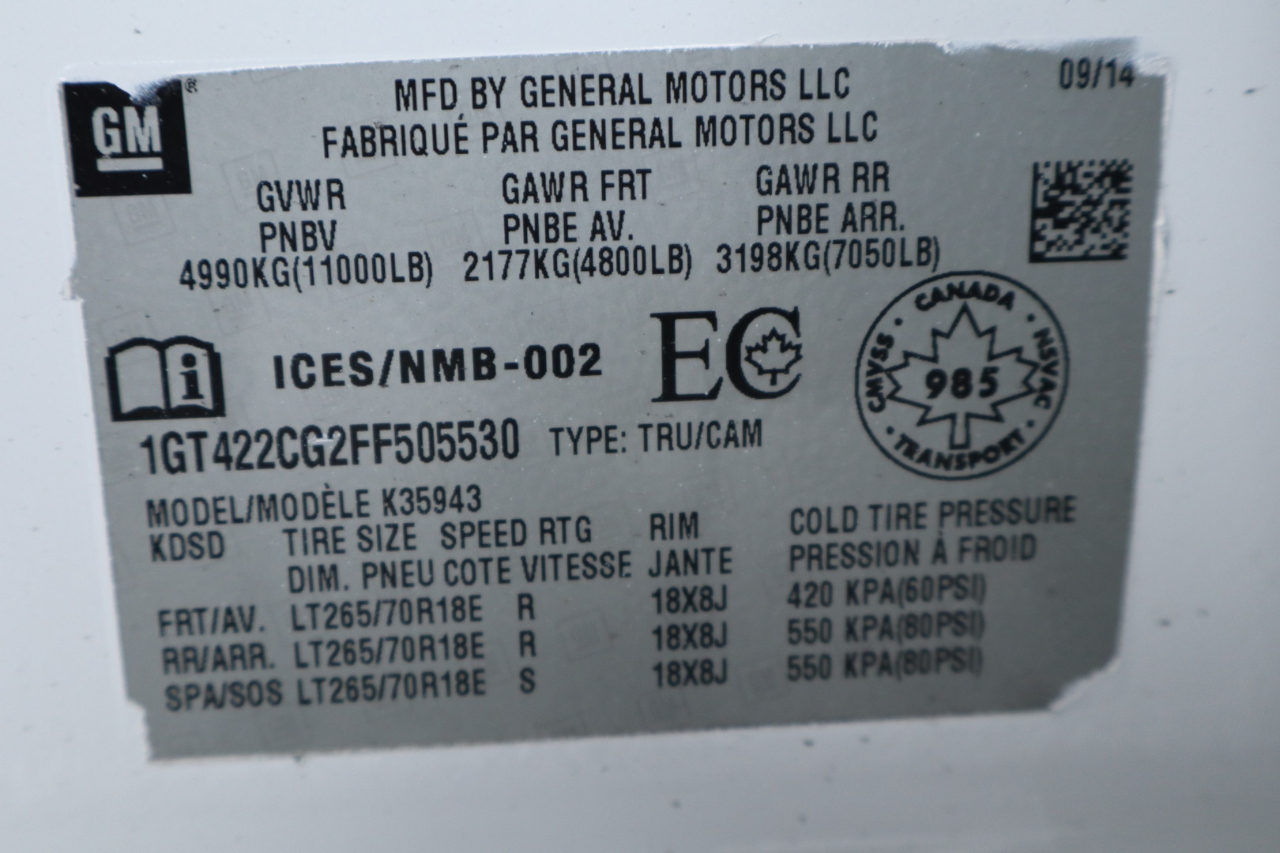 GM®
MFD BY GENERAL MOTORS LLC
09/14
FABRIQUÉ PAR GENERAL MOTORS LLC
GVWR GAWR FRT GAWR RR
PNBV PNBE AV. PNBE ARR.
4990KG(11000LB) 2177KG(4800LB) 3198KG(7050LB)
i ICES/NMB-002 EC
CANADA
CMVSS 985 NSVAC
TRANSPORT
1GT422CG2FF505530 TYPE: TRU/CAM
MODEL/MODÈLE K35943
KDSD TIRE SIZE SPEED RTG RIM COLD TIRE PRESSURE
DIM. PNEU COTE VITESSE JANTE PRESSION À FROID
FRT/AV. LT265/70R18E R 18X8J 420 KPA(60PSI)
RR/ARR. LT265/70R18E R 18X8J 550 KPA(80PSI)
SPA/SOS LT265/70R18E S 18X8J 550 KPA(80PSI)